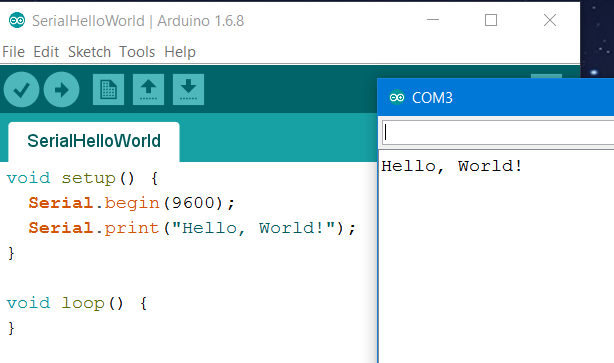 SerialHelloWorld | Arduino 1.6.8
File Edit Sketch Tools Help
SerialHelloWorld
void setup() {
  Serial.begin(9600);
  Serial.print("Hello, World!");
}
void loop() {
}
COM3
Hello, World!